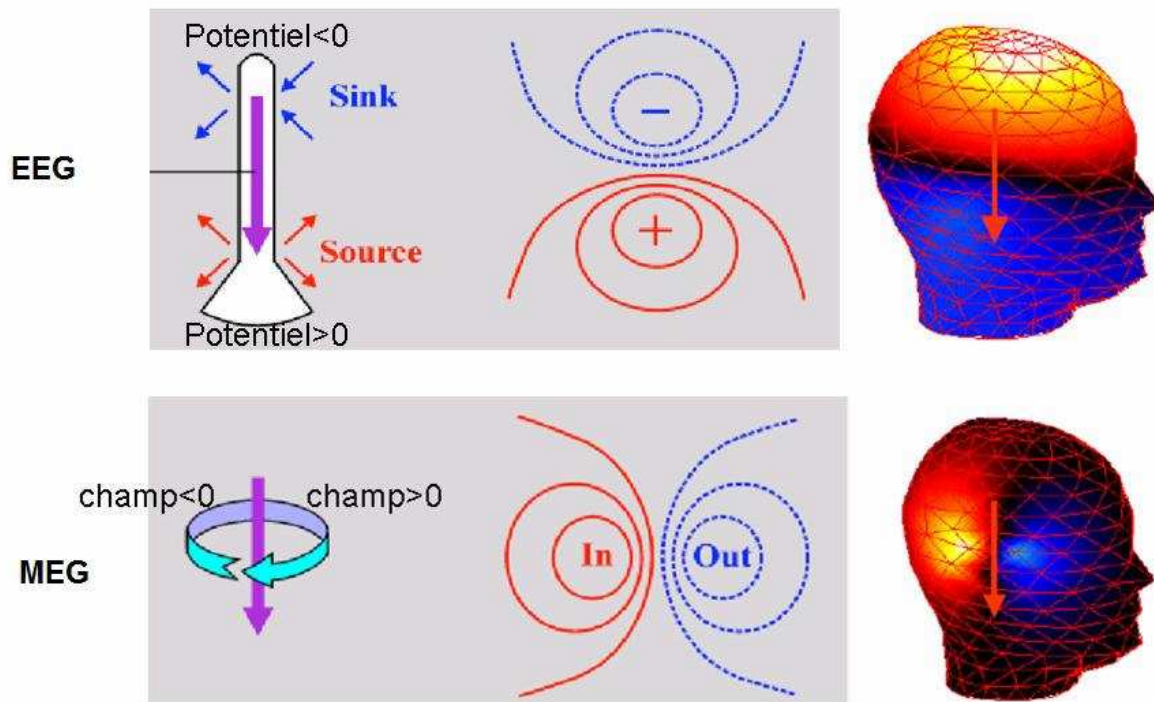 Potentiel<0
Sink
EEG
Source
Potentiel>0
−
+
champ<0 champ>0
MEG
In Out